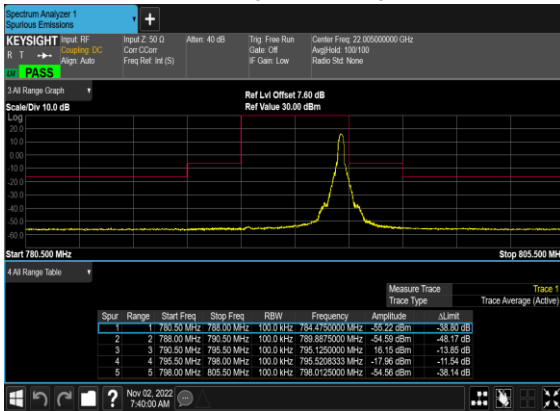 Spectrum Analyzer 1
Spurious Emissions
KEYSIGHT Input: RF Input Z: 50 Ω Atten: 40 dB Trig: Free Run Center Freq: 22.005000000 GHz
R T Coupling: DC Corr CCorr Gate: Off Avg|Hold: 100/100
Align: Auto Freq Ref: Int (S) IF Gain: Low Radio Std: None
LM PASS
3 All Range Graph
Ref Lvl Offset 7.60 dB
Scale/Div 10.0 dB Ref Value 30.00 dBm
Log
20.0
10.0
0.00
-10.0
-20.0
-30.0
-40.0
-50.0
-60.0
Start 780.500 MHz Stop 805.500 MH
4 All Range Table
Measure Trace Trace 1
Trace Type Trace Average (Active)
Spur Range Start Freq Stop Freq RBW Frequency Amplitude ΔLimit
1 1 780.50 MHz 788.00 MHz 100.0 kHz 784.4750000 MHz -55.22 dBm -38.80 dB
2 2 788.00 MHz 790.50 MHz 100.0 kHz 789.8875000 MHz -54.59 dBm -48.17 dB
3 3 790.50 MHz 795.50 MHz 100.0 kHz 795.1250000 MHz 16.15 dBm -13.85 dB
4 4 795.50 MHz 798.00 MHz 100.0 kHz 795.5208333 MHz -17.96 dBm -11.54 dB
5 5 798.00 MHz 805.50 MHz 100.0 kHz 798.0125000 MHz -54.56 dBm -38.14 dB
Nov 02, 2022
7:40:00 AM